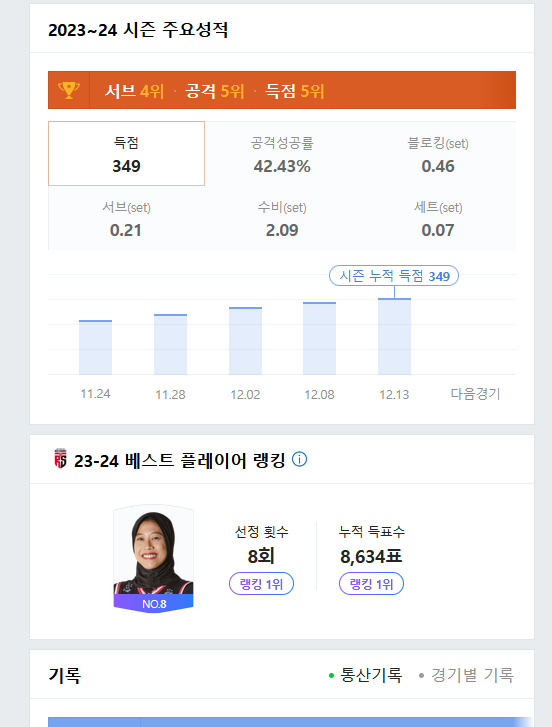 2023~24 시즌 주요성적
서브 4위 · 공격 5위 · 득점 5위
득점 공격성공률 블로킹(set)
349 42.43% 0.46
서브(set) 수비(set) 세트(set)
0.21 2.09 0.07
시즌 누적 득점 349
11.24 11.28 12.02 12.08 12.13 다음경기
RS 23-24 베스트 플레이어 랭킹
선정 횟수 누적 득표수
8회 8,634표
랭킹 1위 랭킹 1위
NO.8
기록 • 통산기록 • 경기별 기록